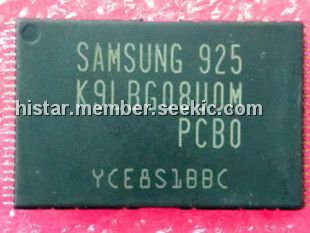 SAMSUNG 925
K9LBG08U0M
histar.member.seekic.com
PCB0
YCE8S1BBC